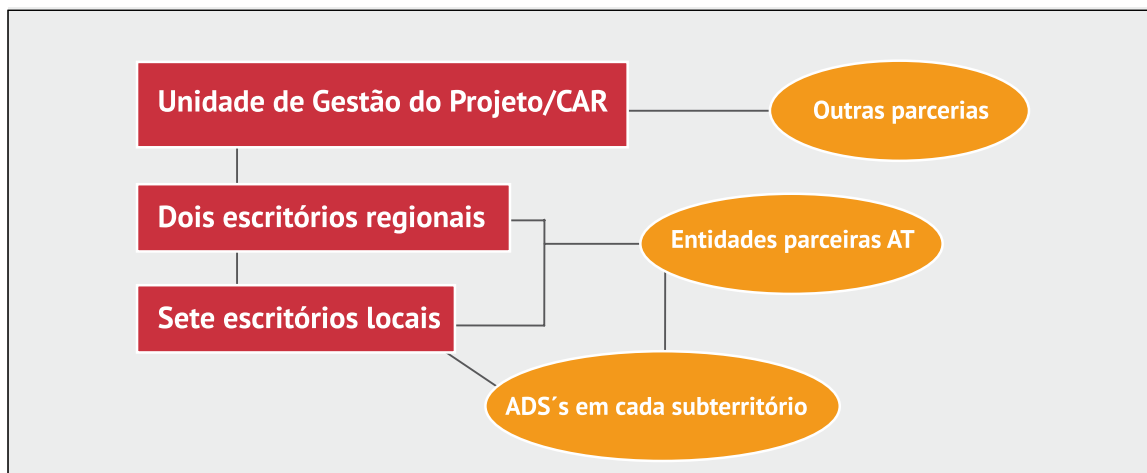 Unidade de Gestão do Projeto/CAR
Outras parcerias
Dois escritórios regionais
Entidades parceiras AT
Sete escritórios locais
ADS´s em cada subterritório